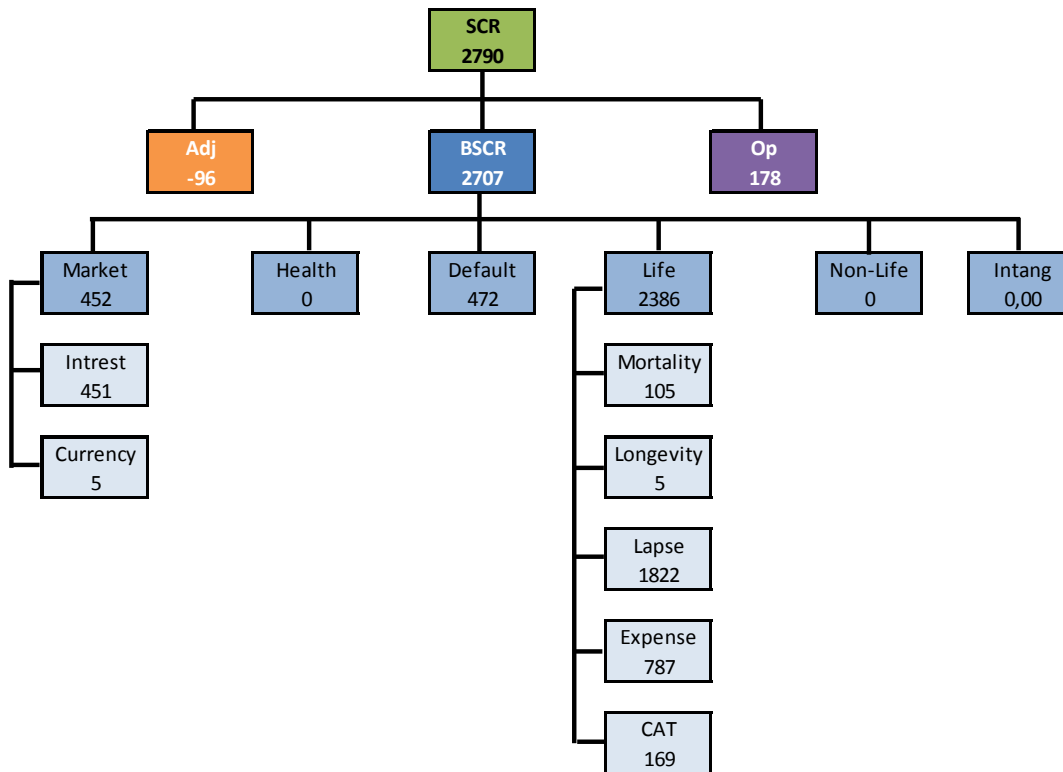 SCR
2790
Adj
-96
BSCR
2707
Op
178
Market
452
Health
0
Default
472
Life
2386
Non-Life
0
Intang
0,00
Intrest
451
Currency
5
Mortality
105
Longevity
5
Lapse
1822
Expense
787
CAT
169